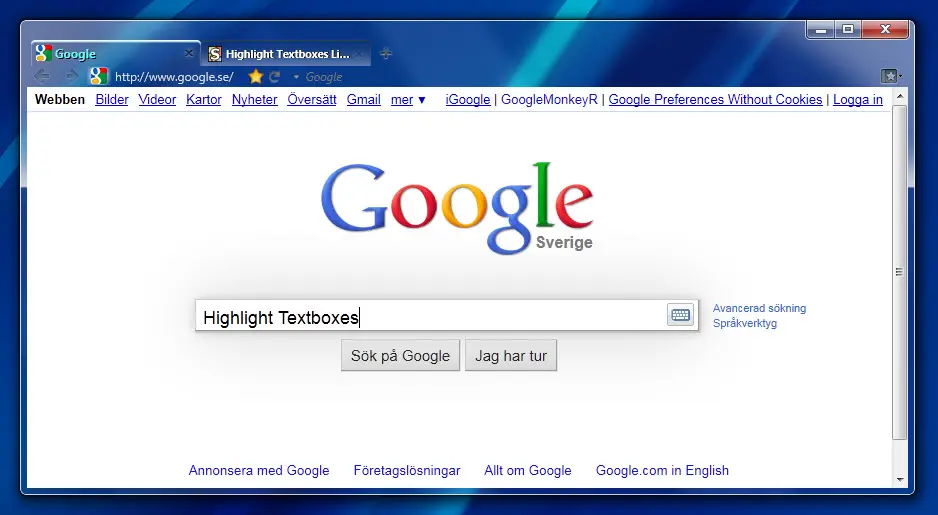 Google Highlight Textboxes Li...
http://www.google.se/ Google
Webben Bilder Videor Kartor Nyheter Översätt Gmail mer ▼ iGoogle | GoogleMonkeyR | Google Preferences Without Cookies | Logga in
Google
Sverige
Highlight Textboxes
Avancerad sökning
Språkverktyg
Sök på Google Jag har tur
Annonsera med Google Företagslösningar Allt om Google Google.com in English